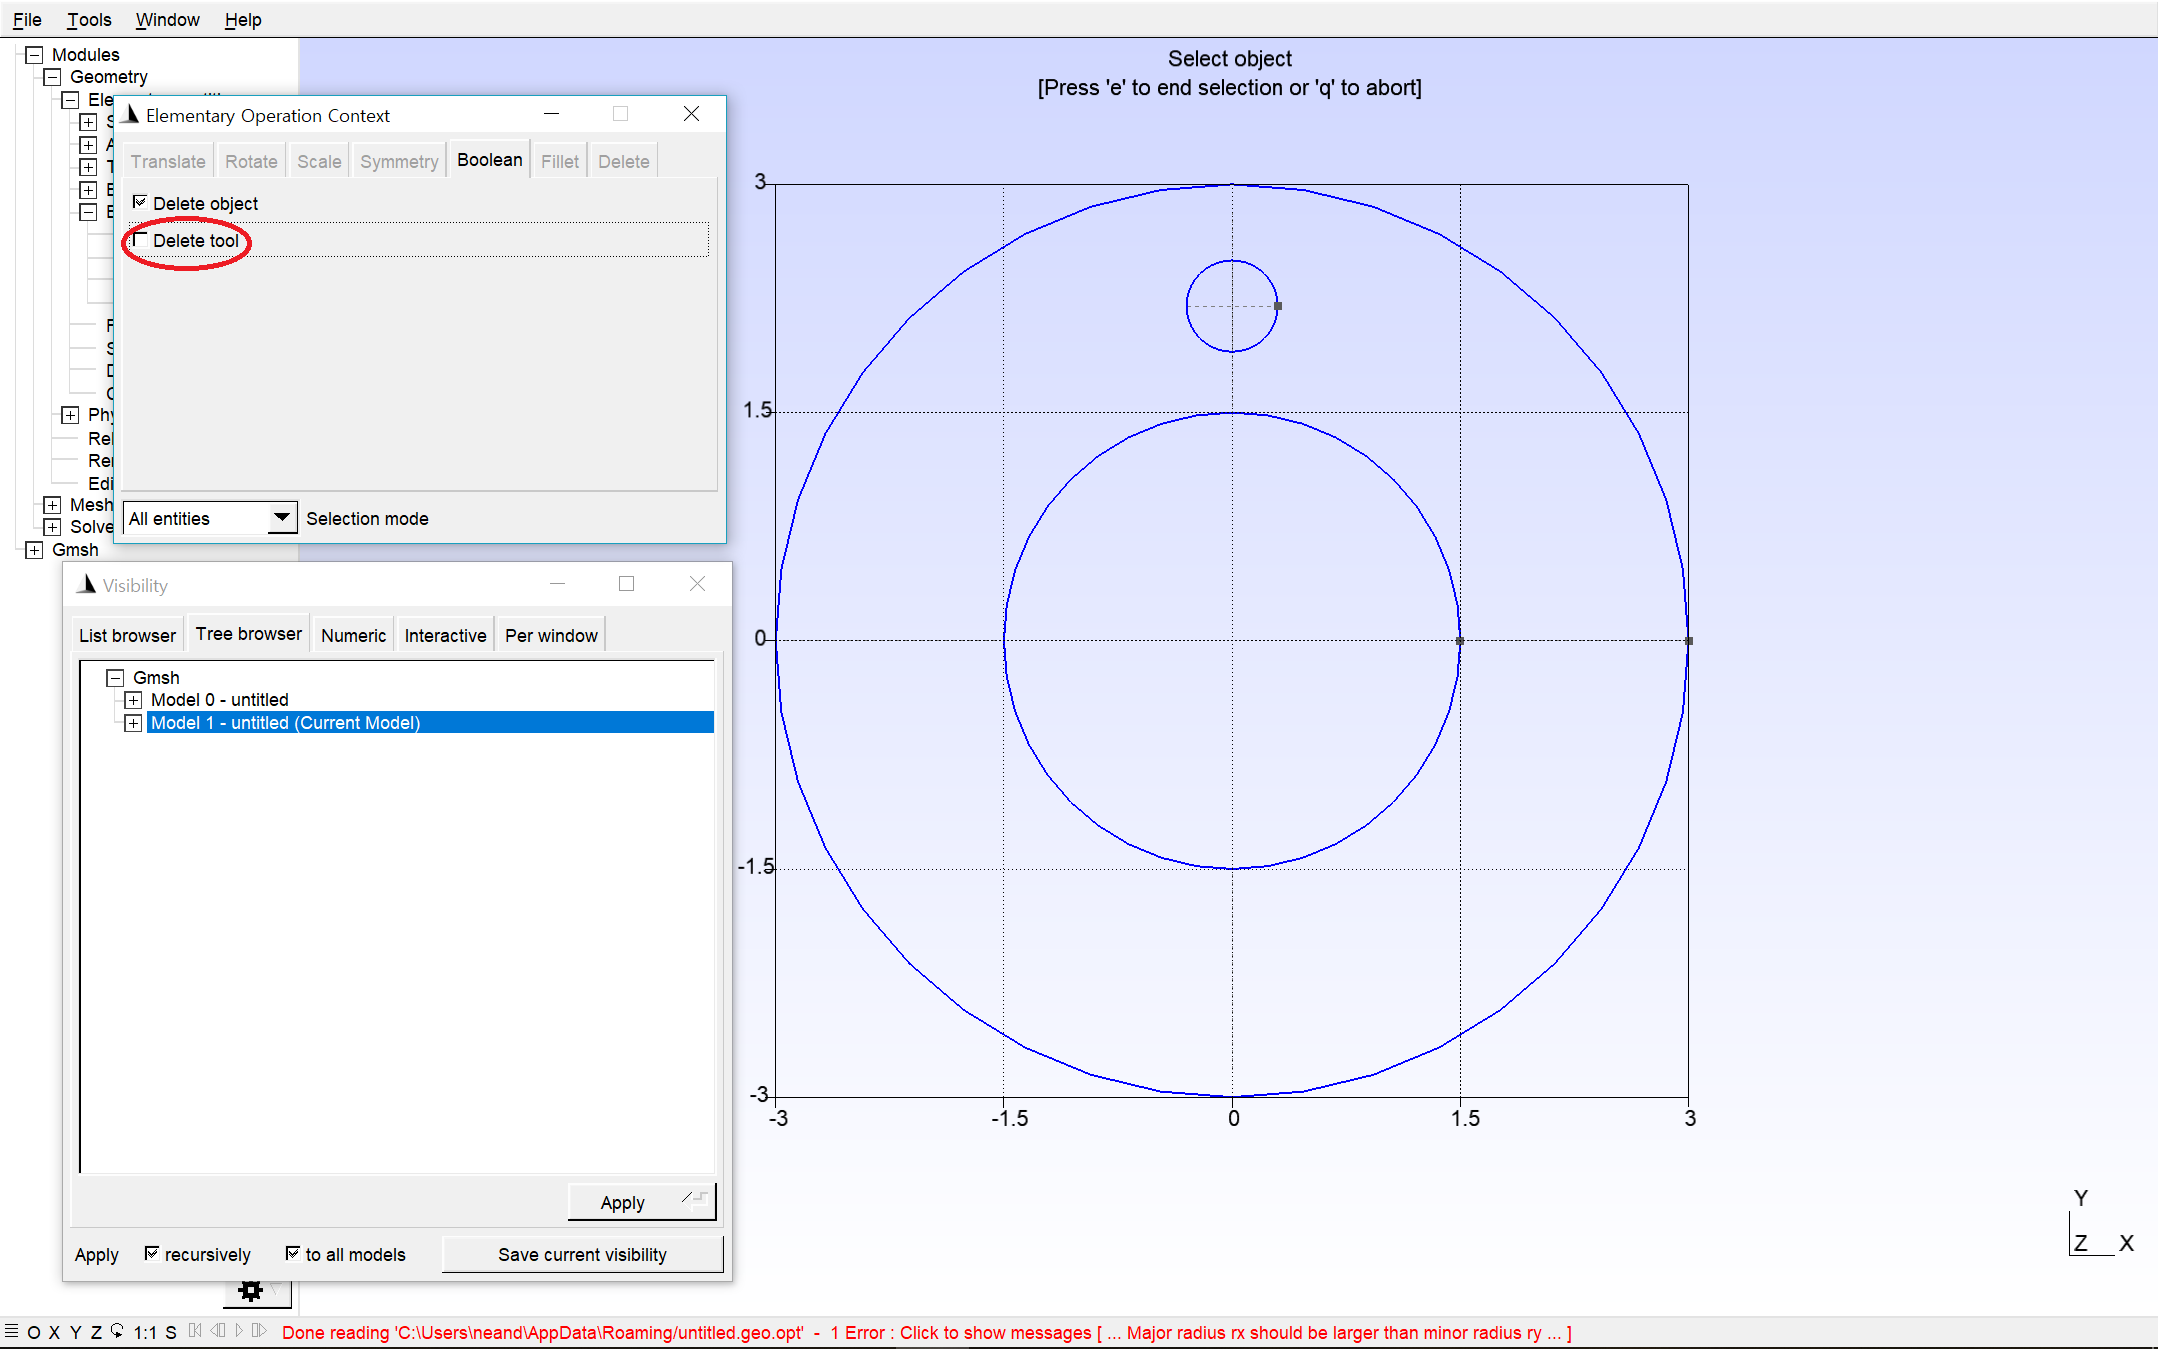 File Tools Window Help
Modules
Geometry
Ele
Phy
Rel
Rer
Edi
Mesh
Solve
Gmsh
Elementary Operation Context
Translate Rotate Scale Symmetry Boolean Fillet Delete
Delete object
Delete tool
All entities Selection mode
Visibility
List browser Tree browser Numeric Interactive Per window
Gmsh
Model 0 - untitled
Model 1 - untitled (Current Model)
Apply
Apply recursively to all models Save current visibility
Select object
[Press 'e' to end selection or 'q' to abort]
3
1.5
0
-1.5
-3
-3 -1.5 0 1.5 3
Y
Z X
O X Y Z 1:1 S Done reading 'C:\Users\neand\AppData\Roaming/untitled.geo.opt' - 1 Error : Click to show messages [ ... Major radius rx should be larger than minor radius ry ... ]